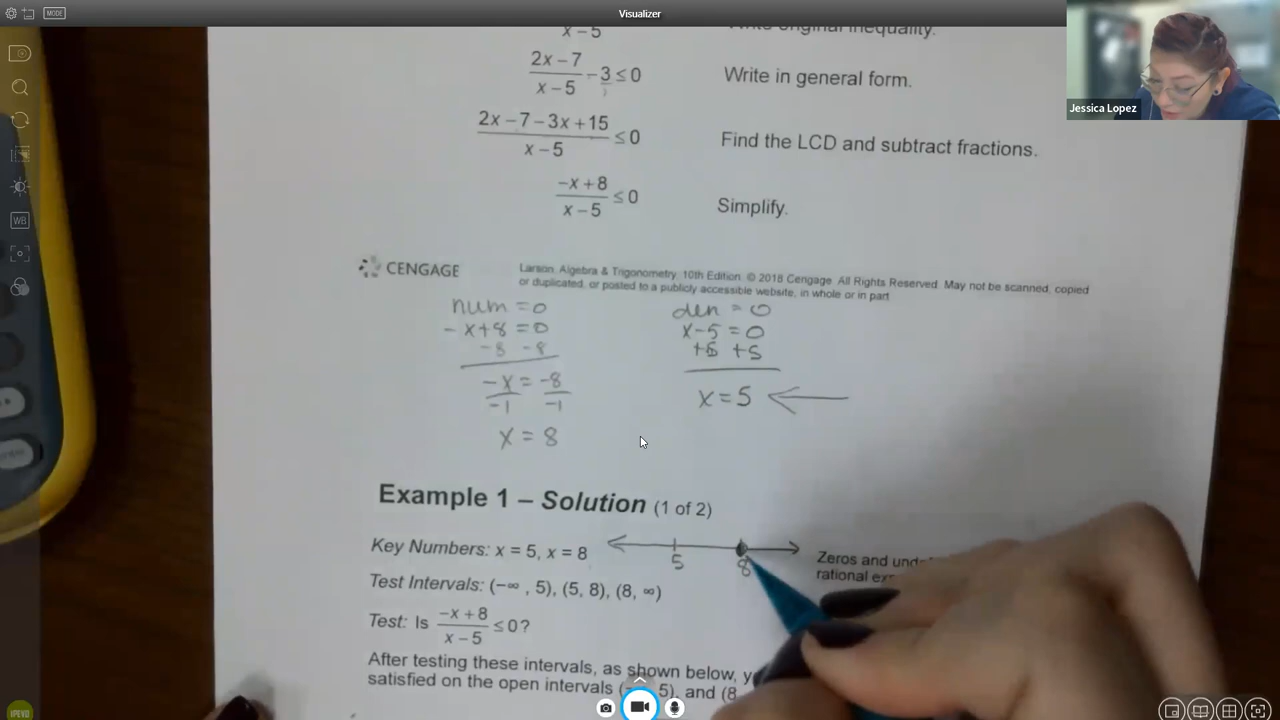 MODE
Visualizer
Jessica Lopez
x – 5
Write original inequality.
2x – 7
––– – 3 ≤ 0
x – 5
Write in general form.
2x – 7 – 3x + 15
––– ≤ 0
x – 5
Find the LCD and subtract fractions.
–x + 8
––– ≤ 0
x – 5
Simplify.
CENGAGE
Larson, Algebra & Trigonometry, 10th Edition. © 2018 Cengage. All Rights Reserved. May not be scanned, copied
or duplicated, or posted to a publicly accessible website, in whole or in part
num = 0
- x+8 = 0
-8 -8
-x = -8
-1 -1
x = 8
den = 0
x-5 = 0
+5 +5
x = 5
Example 1 – Solution (1 of 2)
Key Numbers: x = 5, x = 8
5 8
Zeros and
rational
Test Intervals: (–∞ , 5), (5, 8), (8, ∞)
Test: Is –x + 8
––– ≤ 0?
x – 5
After testing these intervals, as shown below,
satisfied on the open intervals 5), and (8
WB